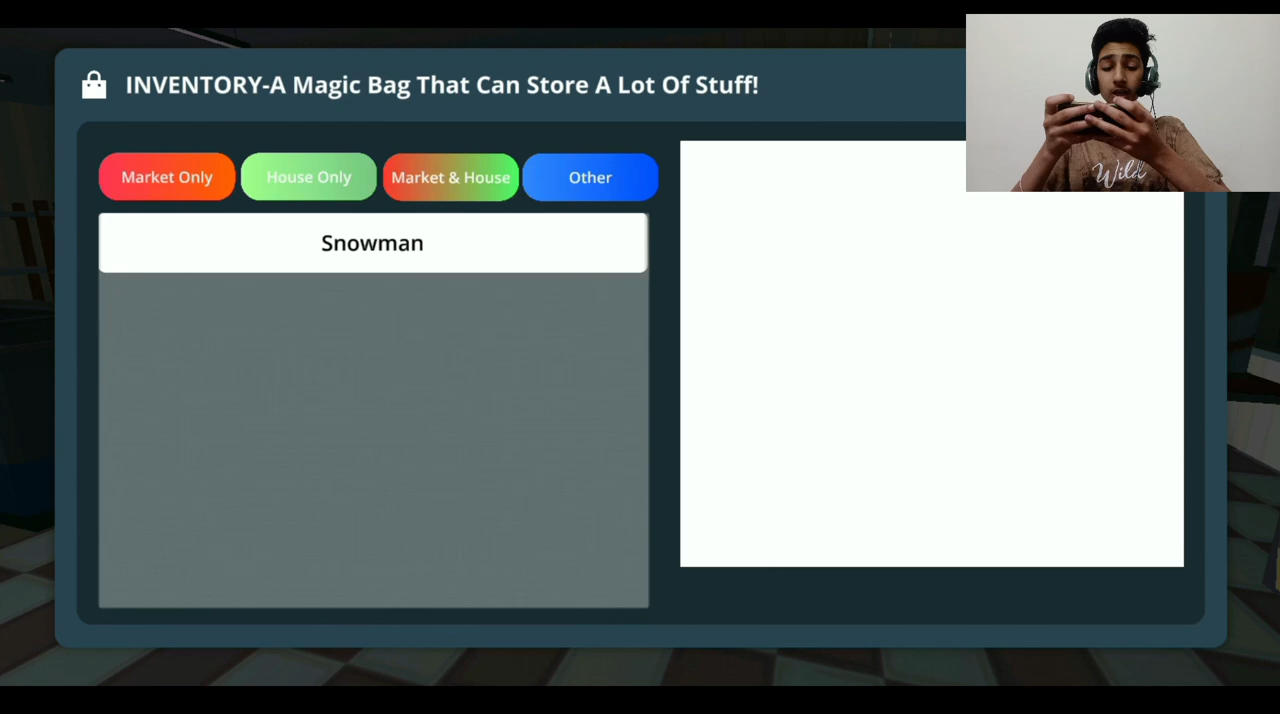 INVENTORY-A Magic Bag That Can Store A Lot Of Stuff!
Market Only
House Only
Market & House
Other
Snowman
Wild